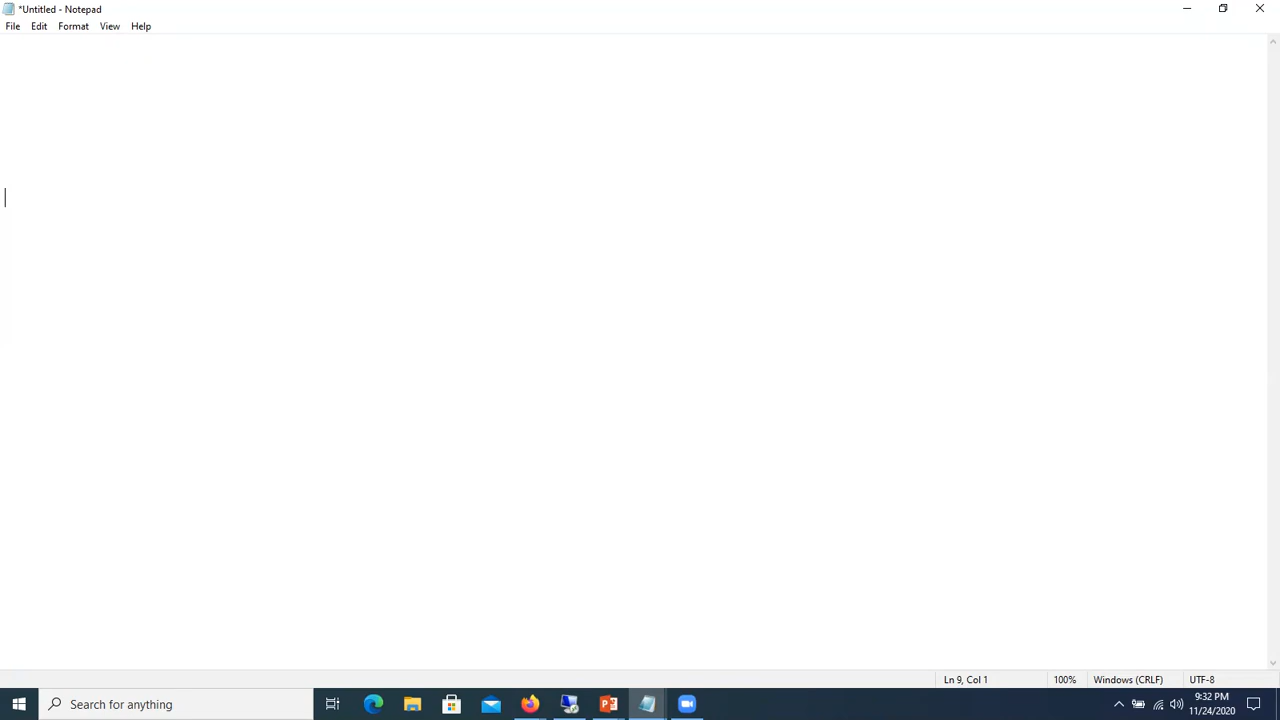 *Untitled - Notepad
File Edit Format View Help
Ln 9, Col 1 100% Windows (CRLF) UTF-8
Search for anything
9:32 PM
11/24/2020